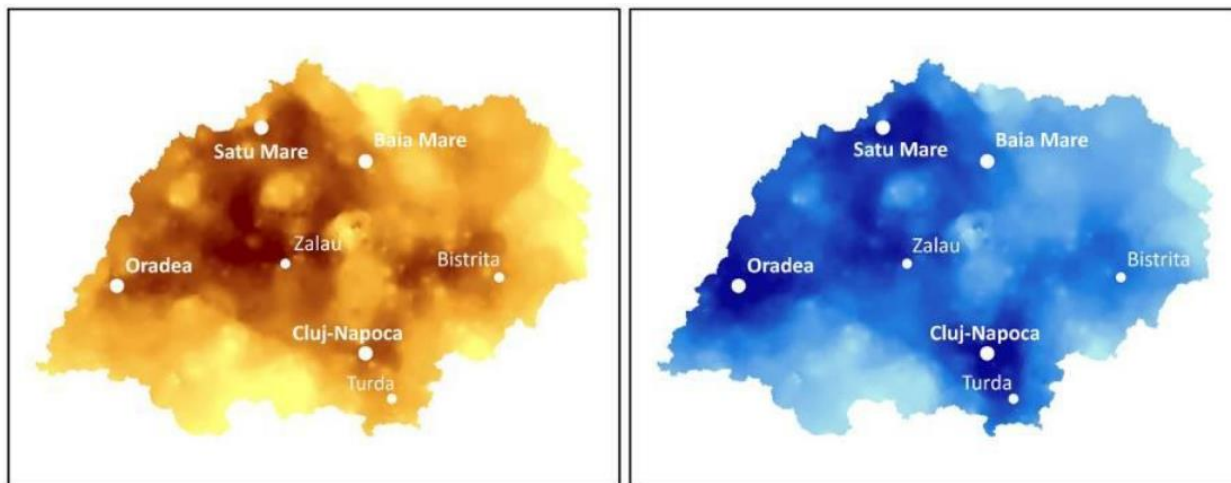 Satu Mare
Baia Mare
Zalau
Oradea
Bistrita
Cluj-Napoca
Turda
Satu Mare
Baia Mare
Zalau
Oradea
Bistrita
Cluj-Napoca
Turda